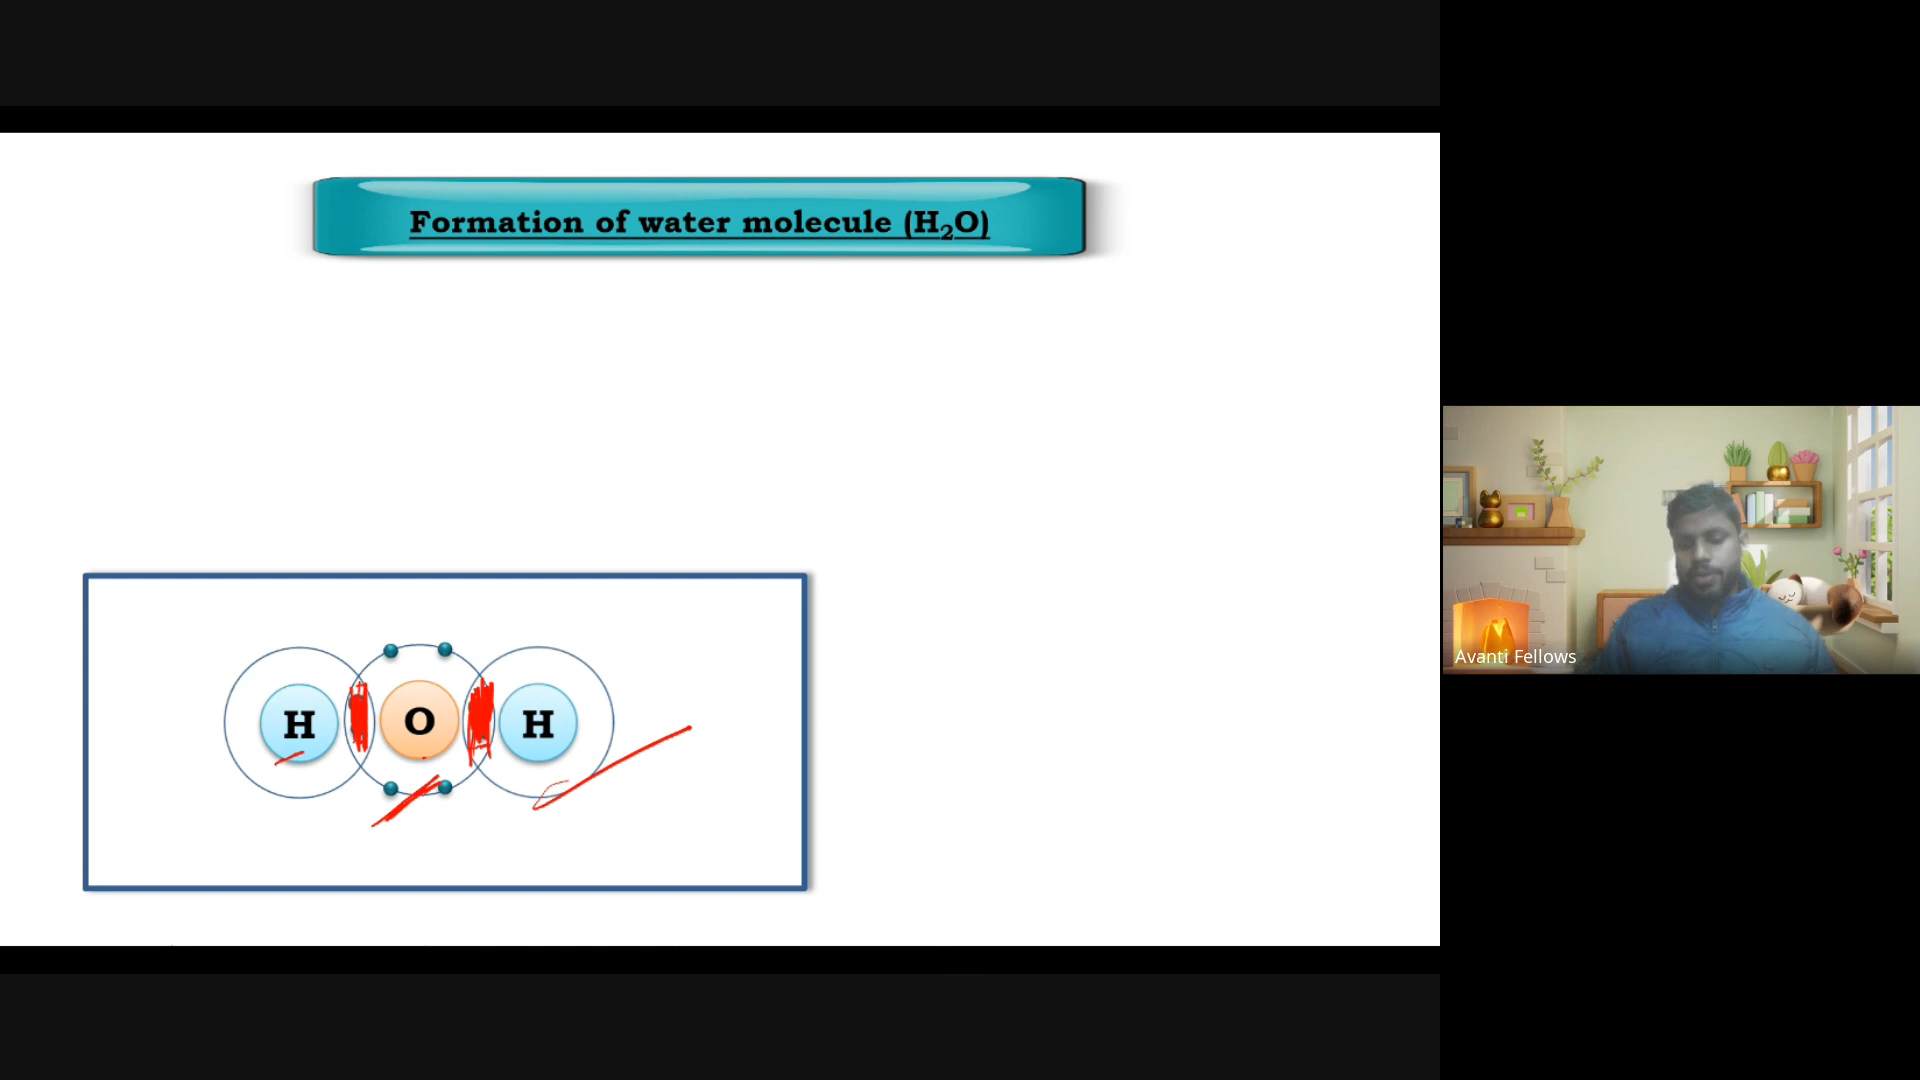 Formation of water molecule (H₂O)
H O H
Avanti Fellows